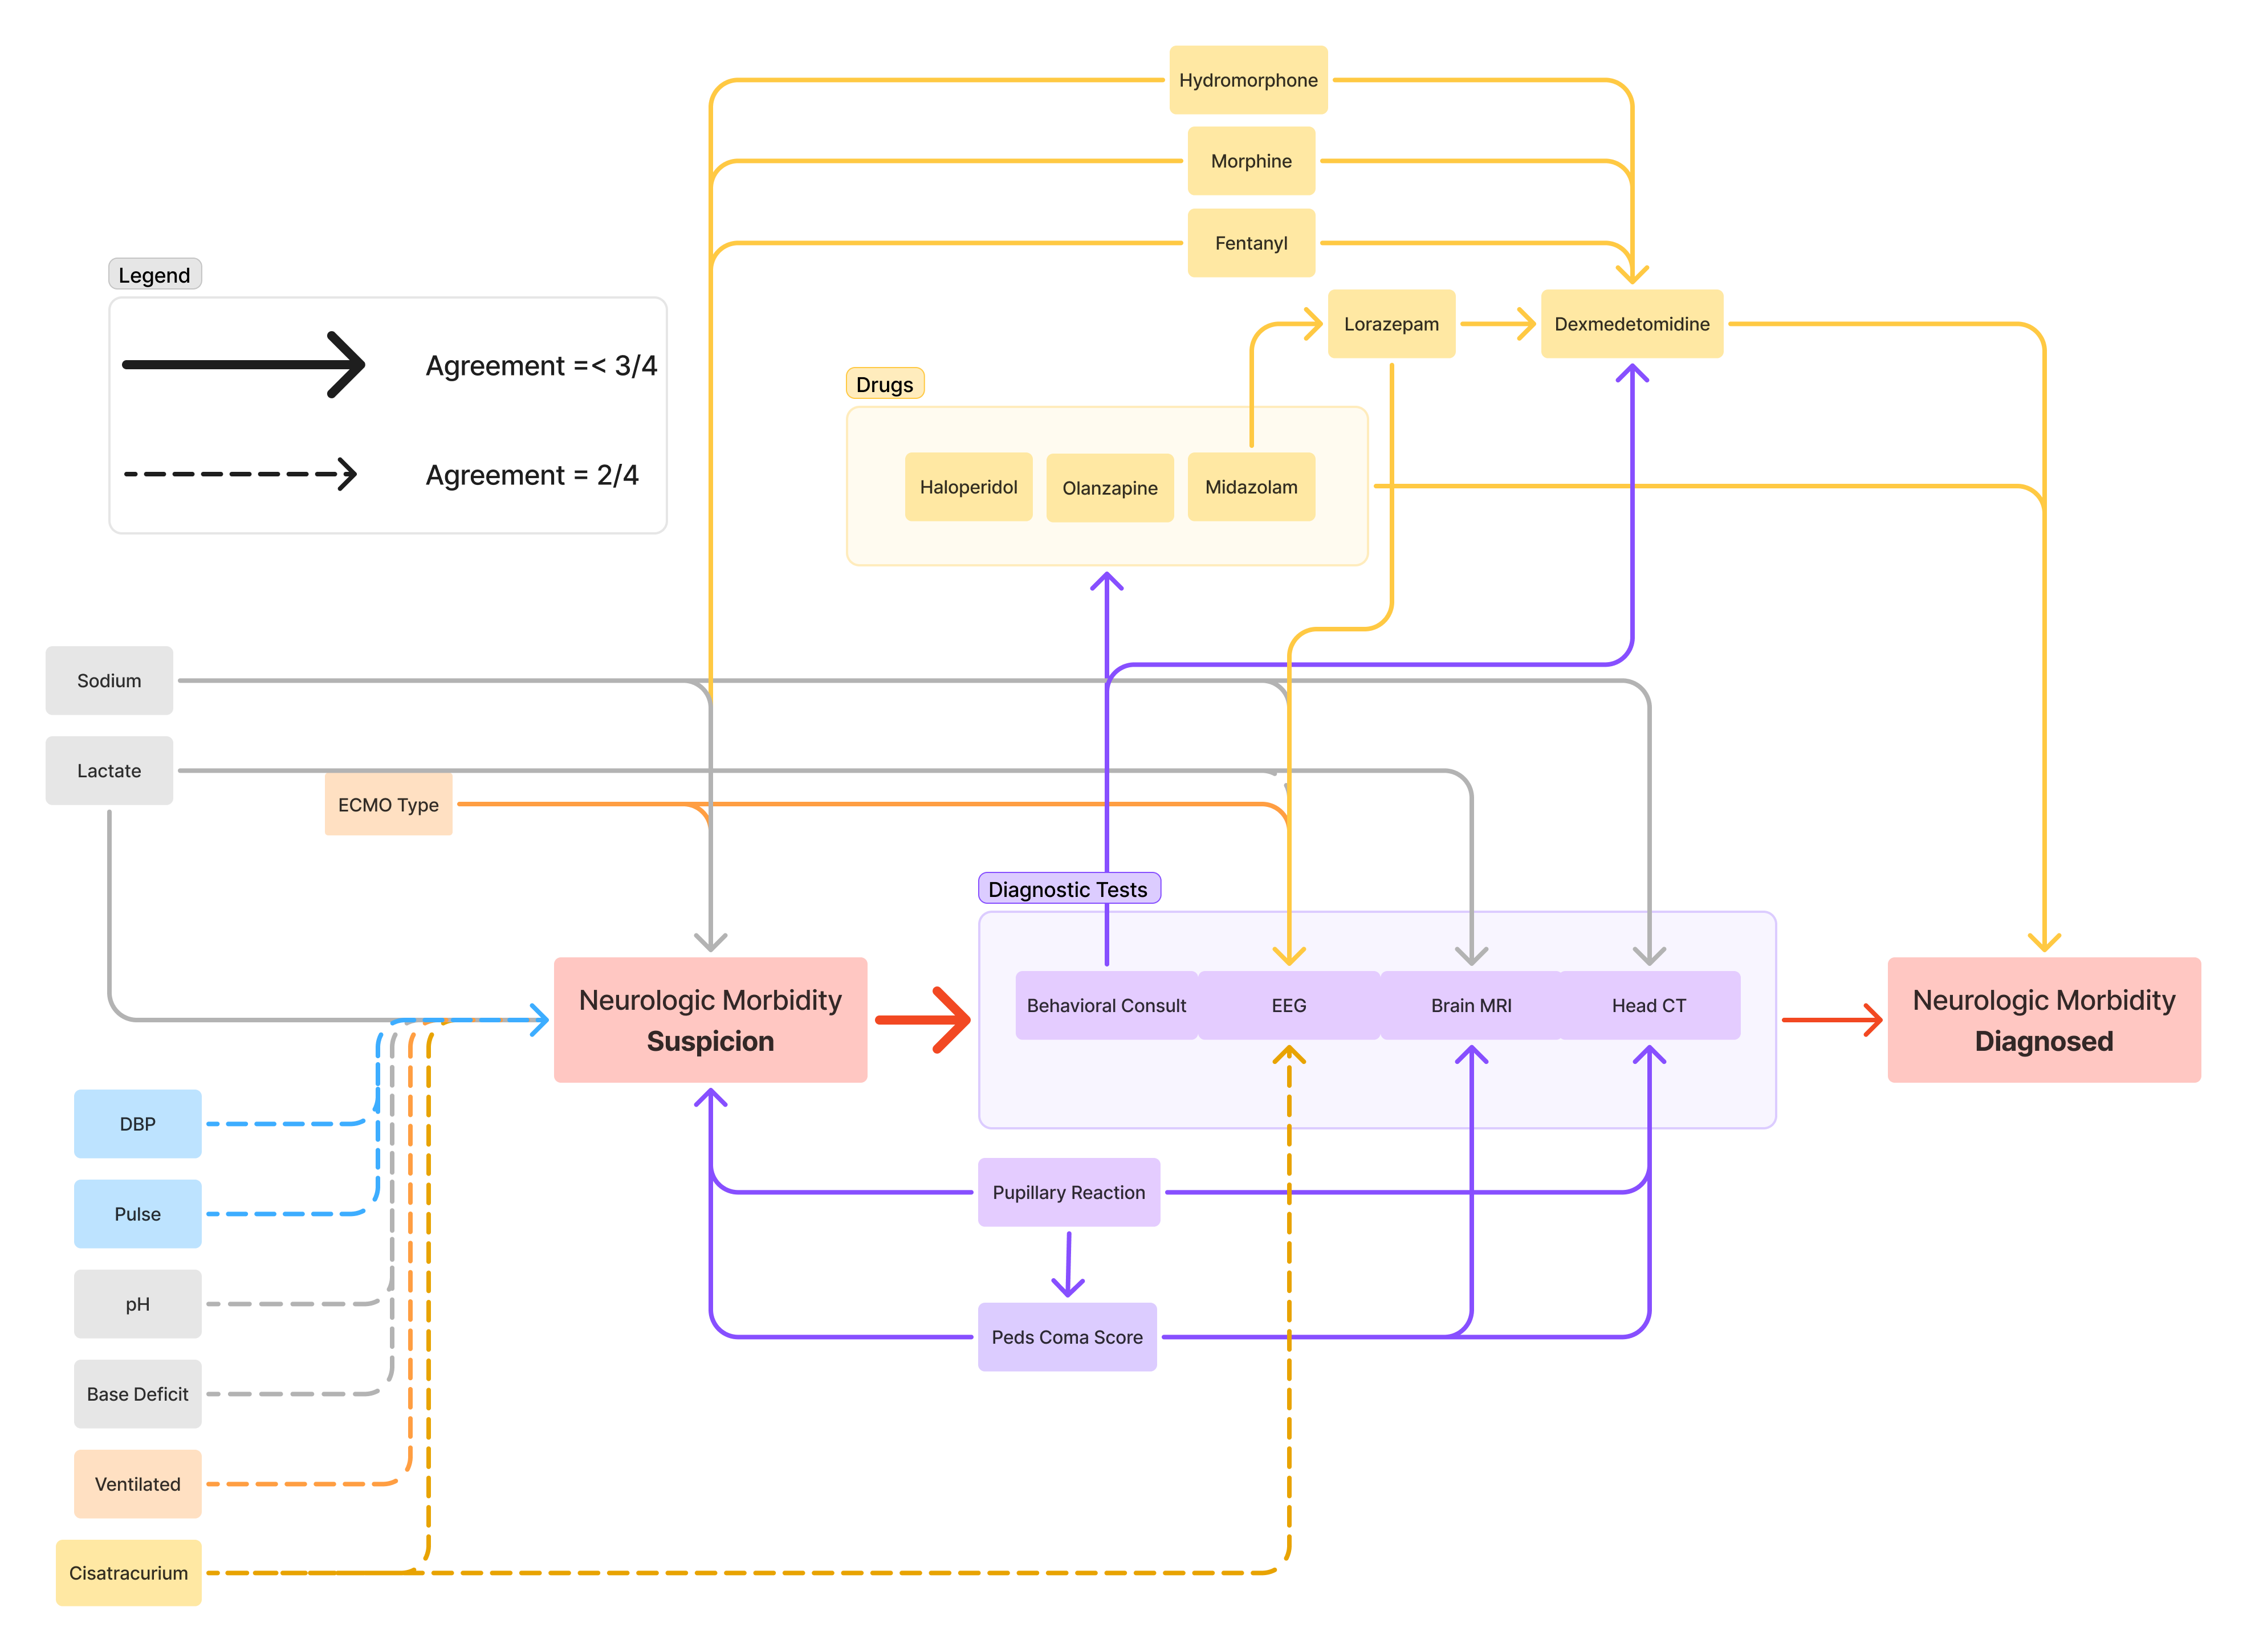 Hydromorphone
Morphine
Fentanyl
Legend
Agreement =< 3/4
Agreement = 2/4
Lorazepam
Dexmedetomidine
Drugs
Haloperidol
Olanzapine
Midazolam
Sodium
Lactate
ECMO Type
Diagnostic Tests
Neurologic Morbidity
Suspicion
Behavioral Consult
EEG
Brain MRI
Head CT
Neurologic Morbidity
Diagnosed
DBP
Pulse
pH
Base Deficit
Ventilated
Cisatracurium
Pupillary Reaction
Peds Coma Score